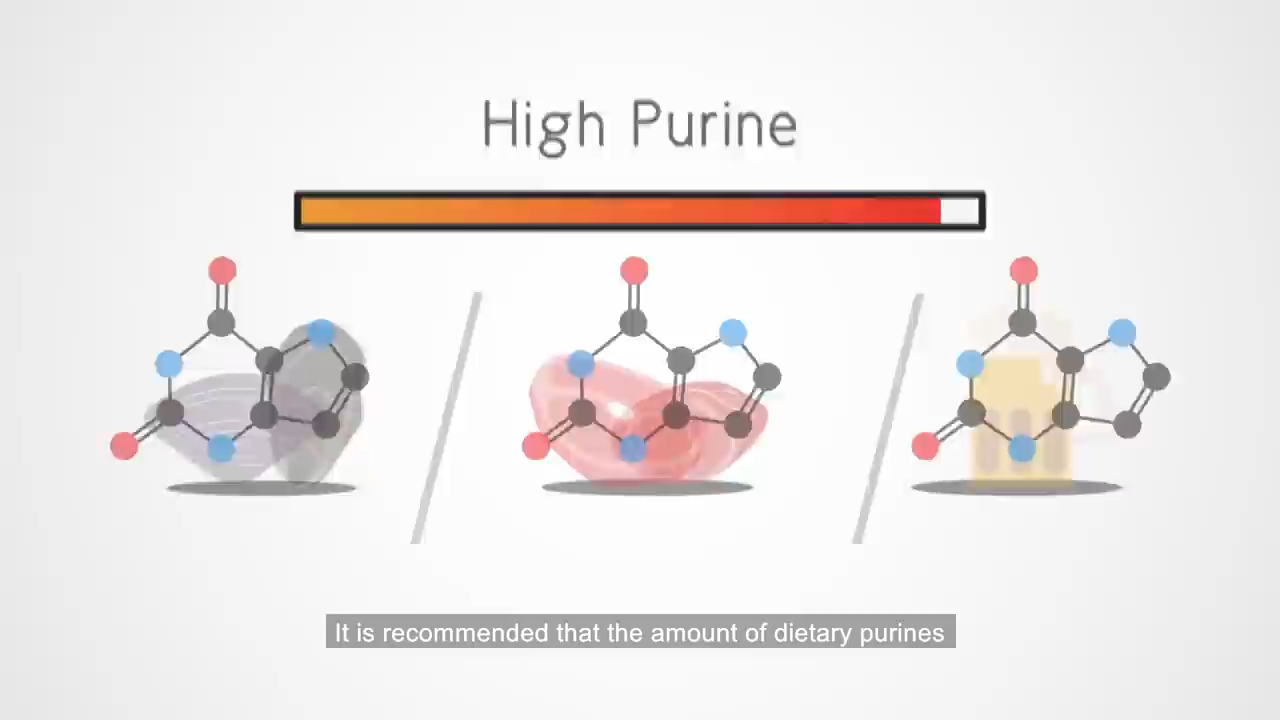 High Purine
It is recommended that the amount of dietary purines